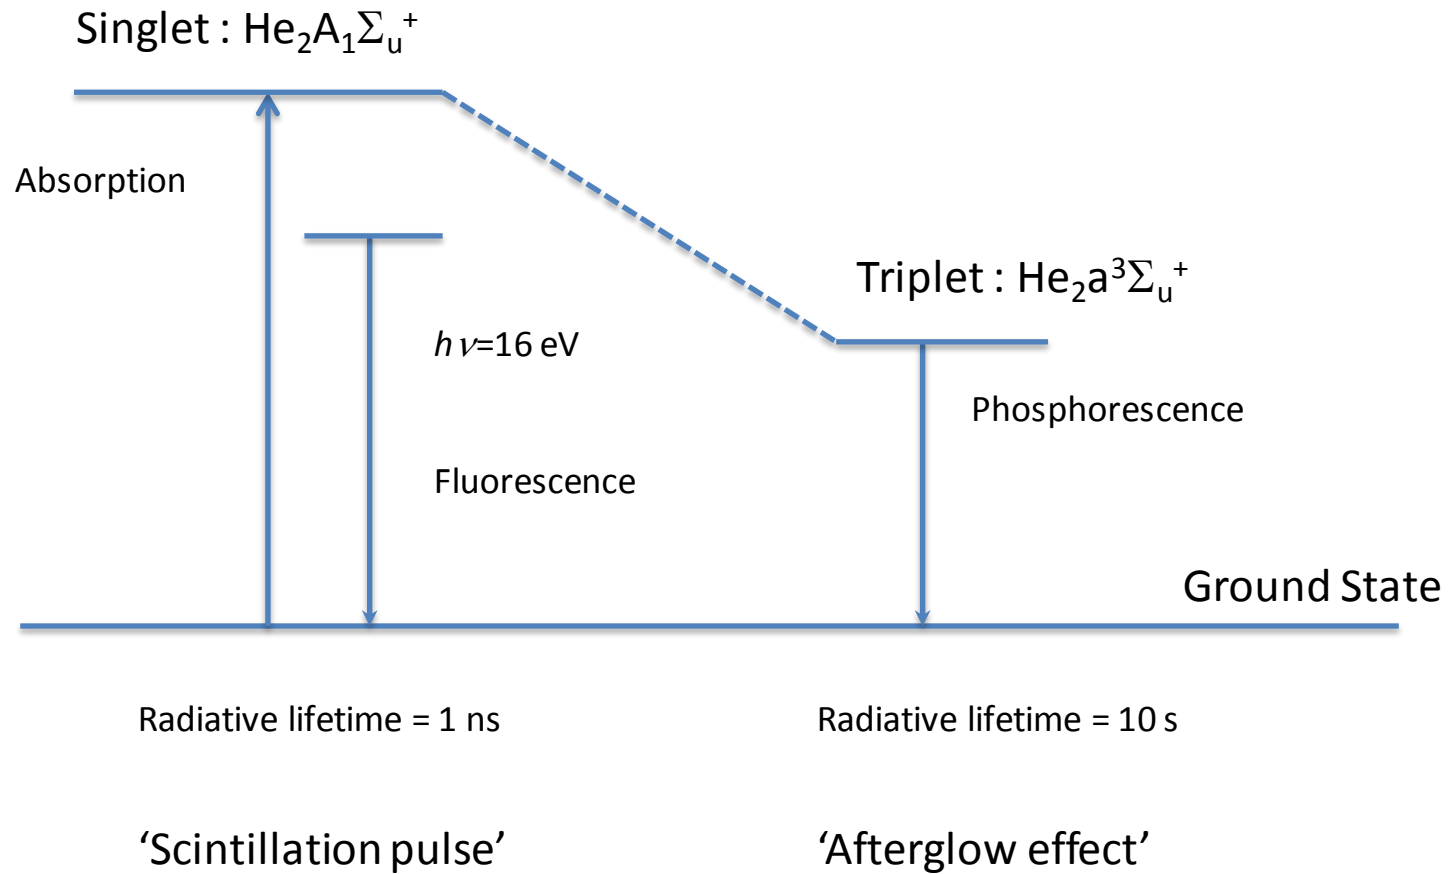 Singlet : He₂A₁Σᵤ⁺
Absorption
Triplet : He₂a³Σᵤ⁺
hν=16 eV
Phosphorescence
Fluorescence
Ground State
Radiative lifetime = 1 ns
Radiative lifetime = 10 s
‘Scintillation pulse’
‘Afterglow effect’